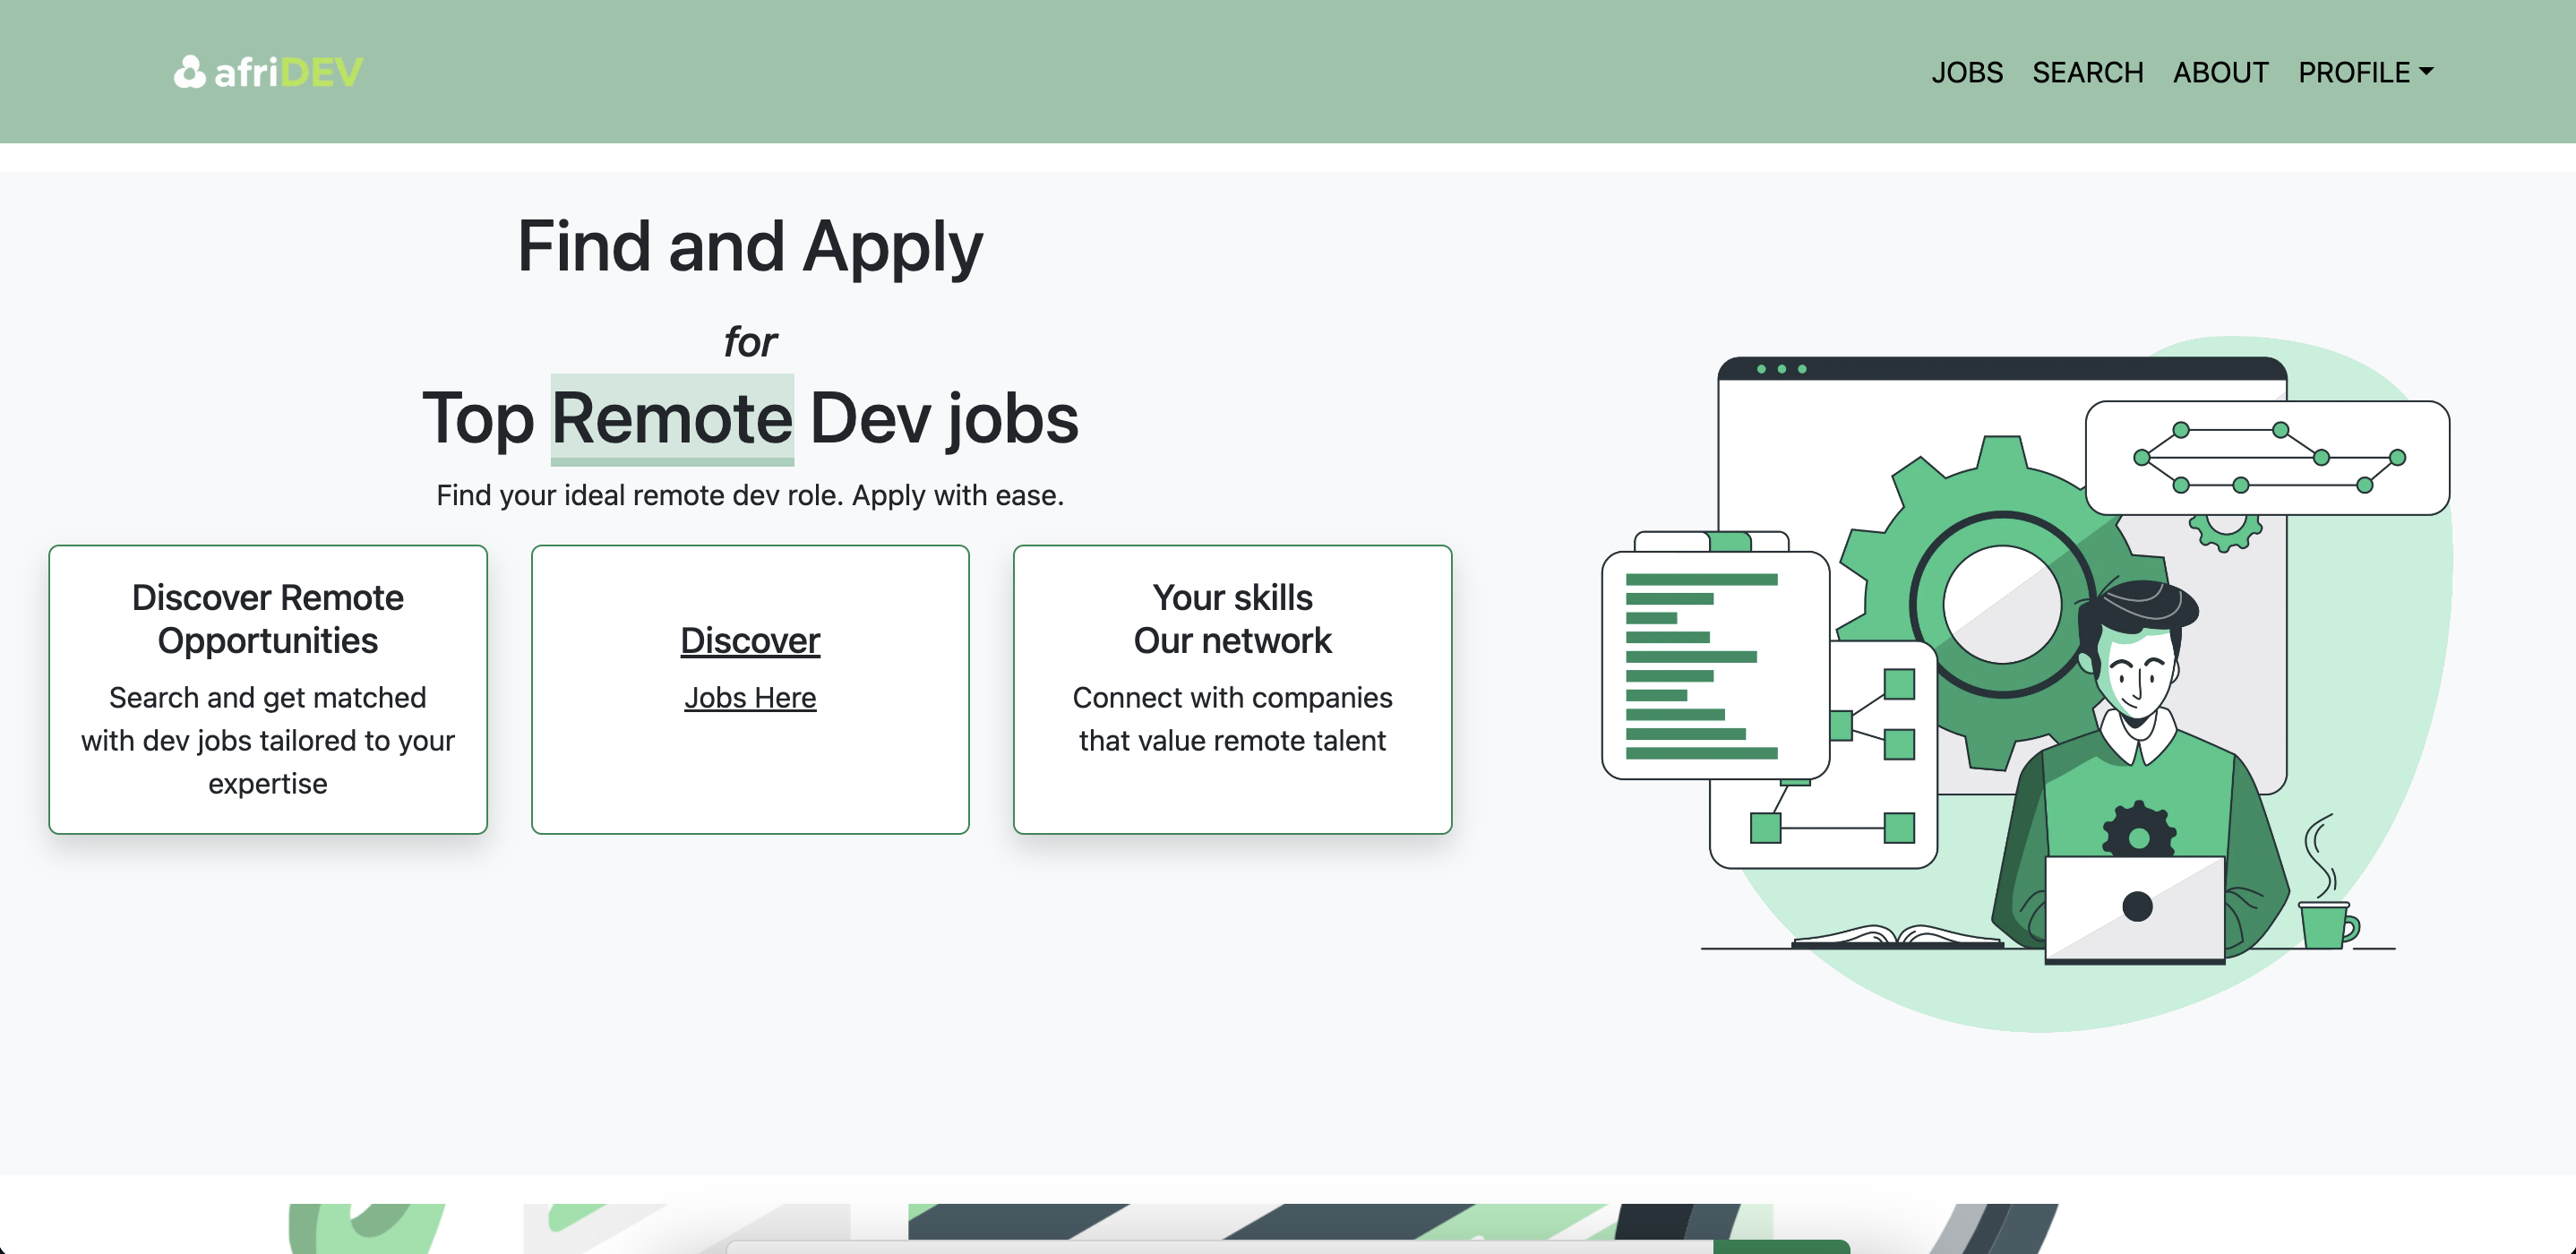 afriDEV
JOBS SEARCH ABOUT PROFILE
Find and Apply
for
Top Remote Dev jobs
Find your ideal remote dev role. Apply with ease.
Discover Remote
Opportunities
Search and get matched
with dev jobs tailored to your
expertise
Discover
Jobs Here
Your skills
Our network
Connect with companies
that value remote talent